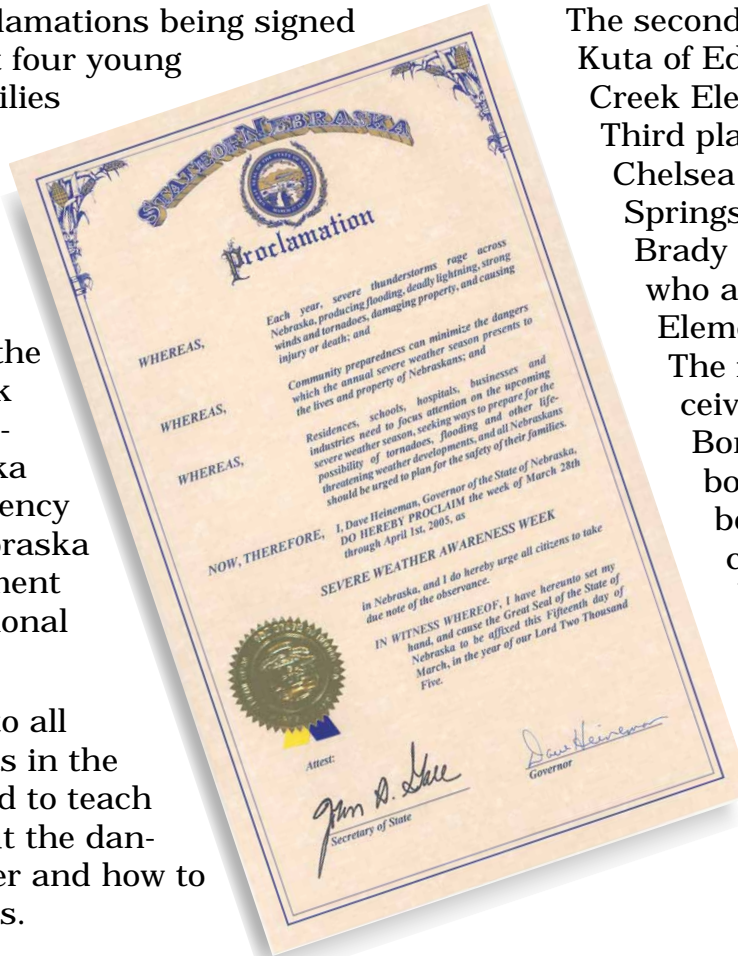 lamations being signed
four young
ilies
the
k
-
ka
ency
braska
ment
ional
to all
s in the
d to teach
t the dan-
er and how to
s.
STATE OF NEBRASKA
Proclamation
WHEREAS,
Each year, severe thunderstorms rage across
Nebraska, producing flooding, deadly lightning, strong
winds and tornadoes, damaging property, and causing
injury or death; and
WHEREAS,
Community preparedness can minimize the dangers
which the annual severe weather season presents to
the lives and property of Nebraskans; and
WHEREAS,
Residences, schools, hospitals, businesses and
industries need to focus attention on the upcoming
severe weather season, seeking ways to prepare for the
possibility of tornadoes, flooding and other life-
threatening weather developments, and all Nebraskans
should be urged to plan for the safety of their families.
NOW, THEREFORE,
I, Dave Heineman, Governor of the State of Nebraska,
DO HEREBY PROCLAIM the week of March 28th
through April 1st, 2005, as
SEVERE WEATHER AWARENESS WEEK
in Nebraska, and I do hereby urge all citizens to take
due note of the observance.
IN WITNESS WHEREOF, I have hereunto set my
hand, and cause the Great Seal of the State of
Nebraska to be affixed this Fifteenth day of
March, in the year of our Lord Two Thousand
Five.
Attest:
John A. Gale
Secretary of State
Dave Heineman
Governor
The second
Kuta of Ed
Creek Ele
Third pla
Chelsea
Springs
Brady
who a
Eleme
The
ceiv
bo